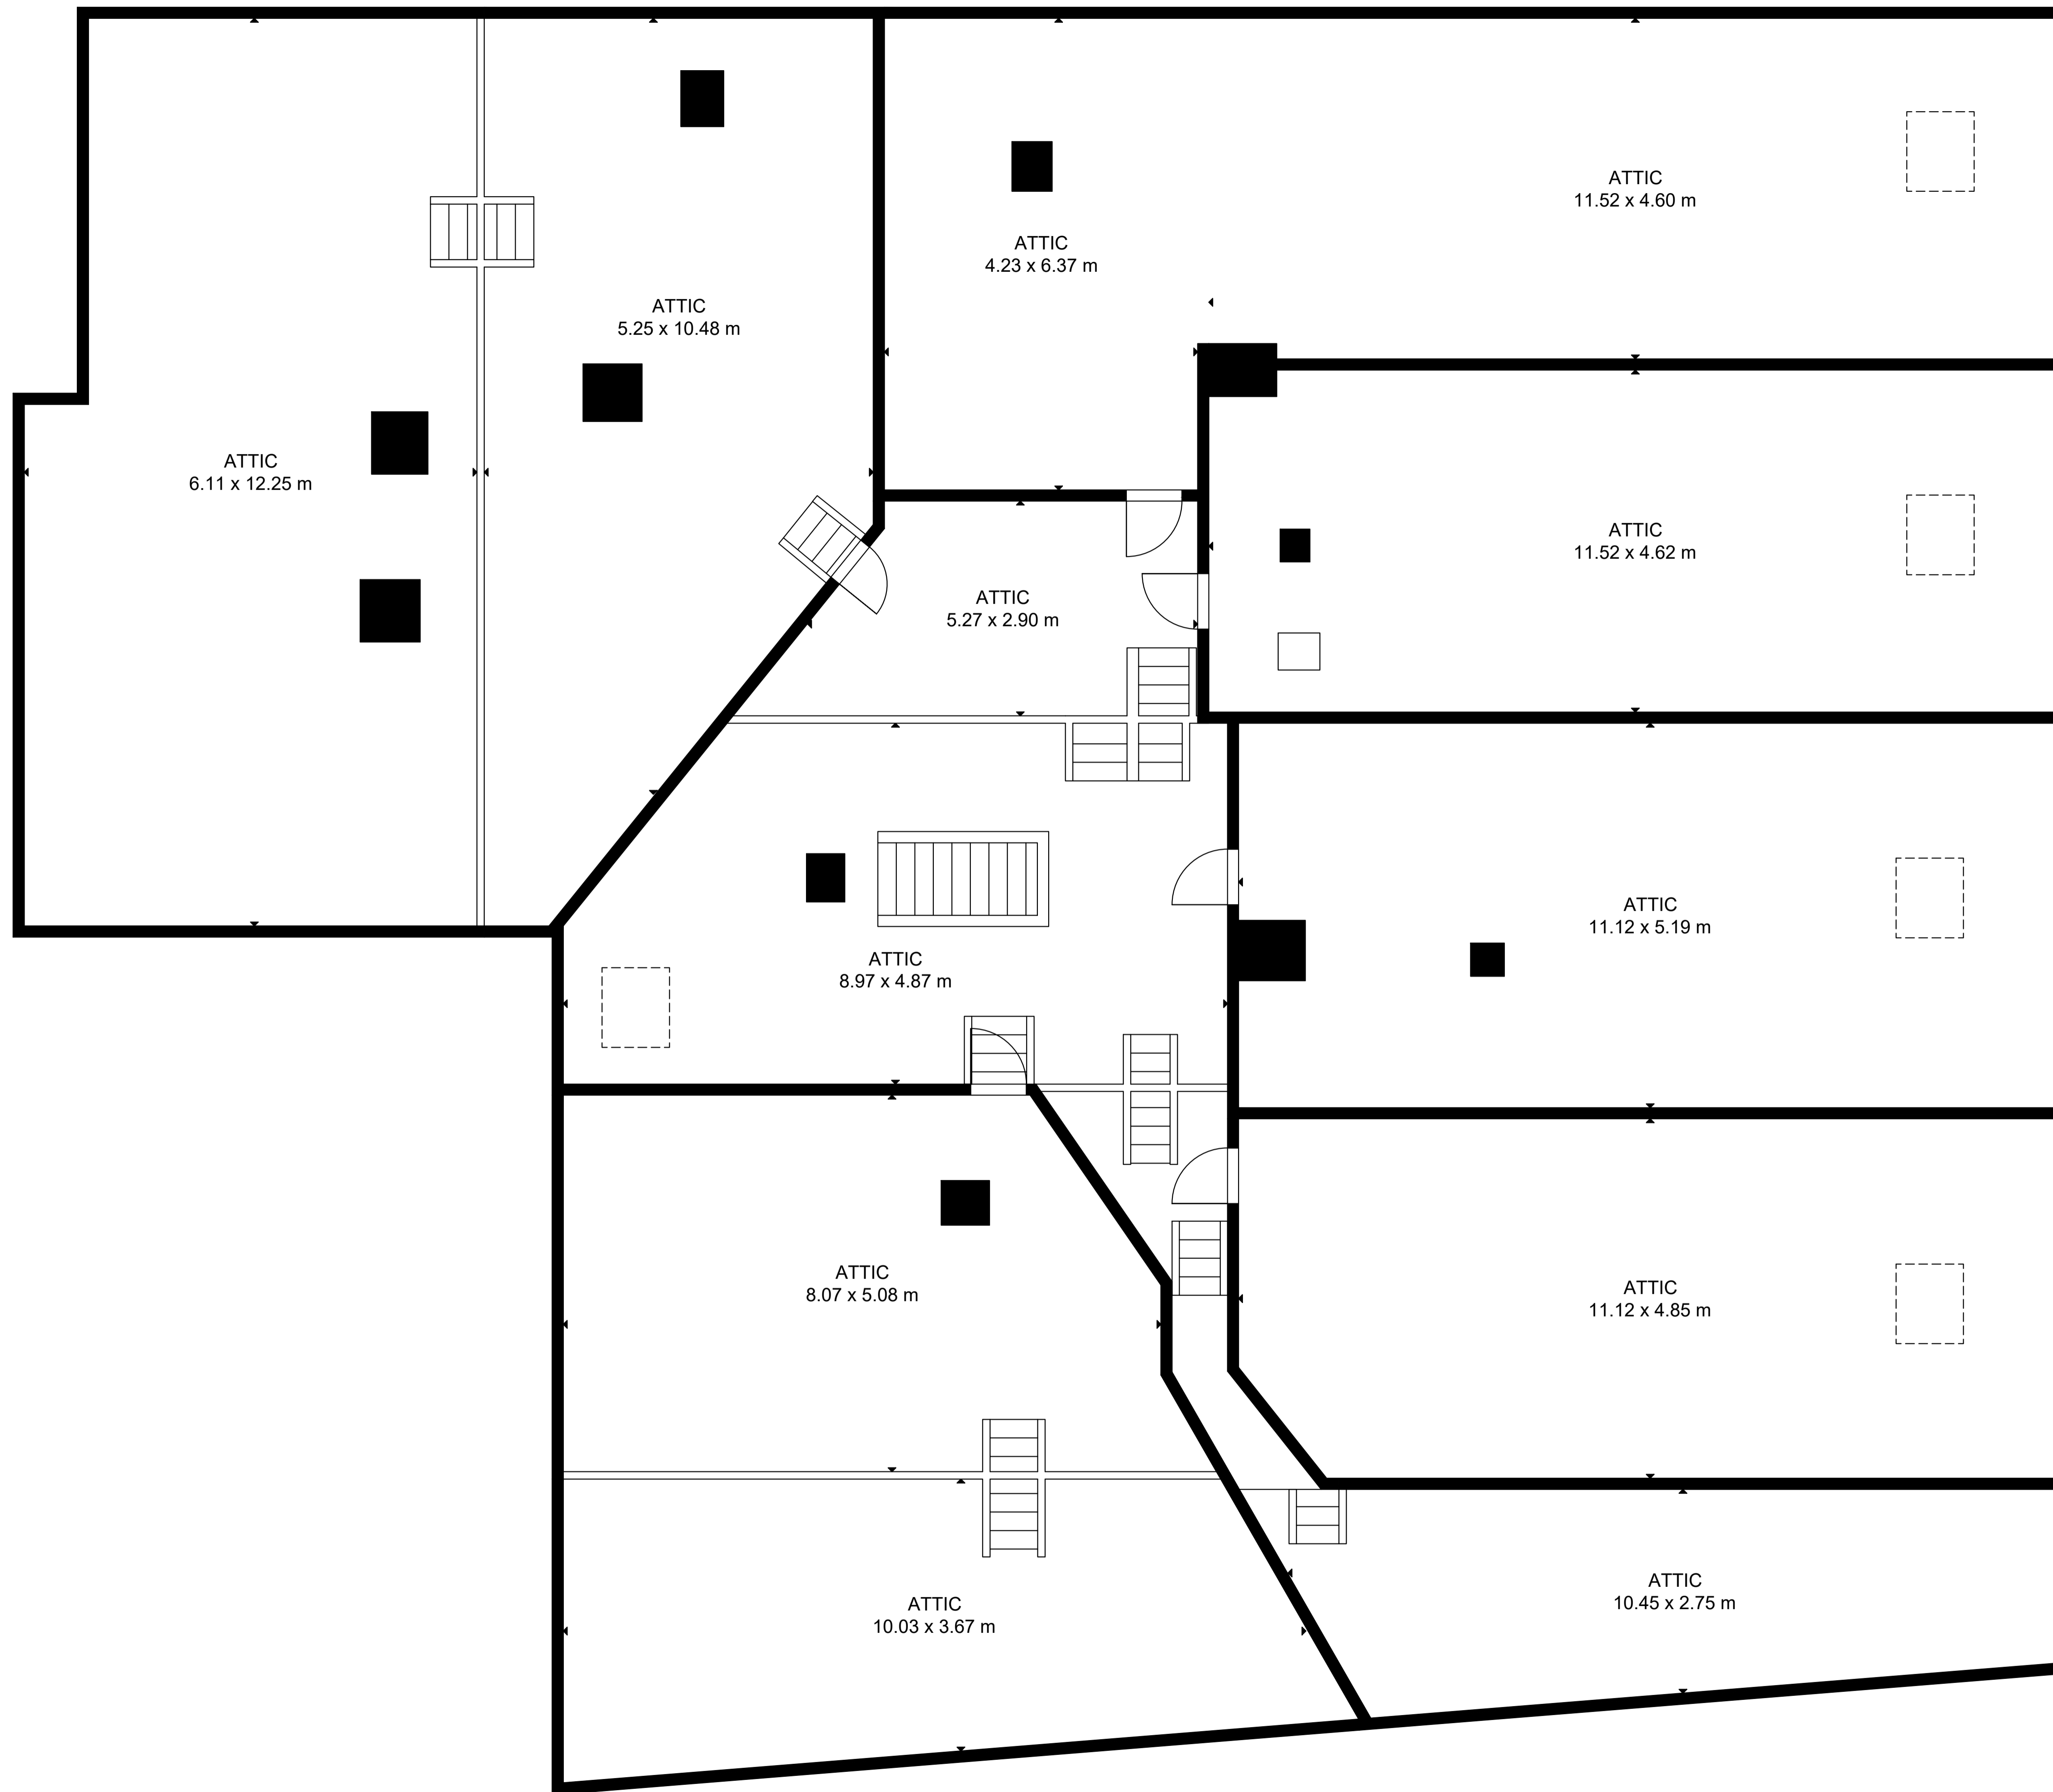 ATTIC
11.52 x 4.60 m
ATTIC
4.23 x 6.37 m
ATTIC
5.25 x 10.48 m
ATTIC
6.11 x 12.25 m
ATTIC
11.52 x 4.62 m
ATTIC
5.27 x 2.90 m
ATTIC
11.12 x 5.19 m
ATTIC
8.97 x 4.87 m
ATTIC
8.07 x 5.08 m
ATTIC
11.12 x 4.85 m
ATTIC
10.45 x 2.75 m
ATTIC
10.03 x 3.67 m